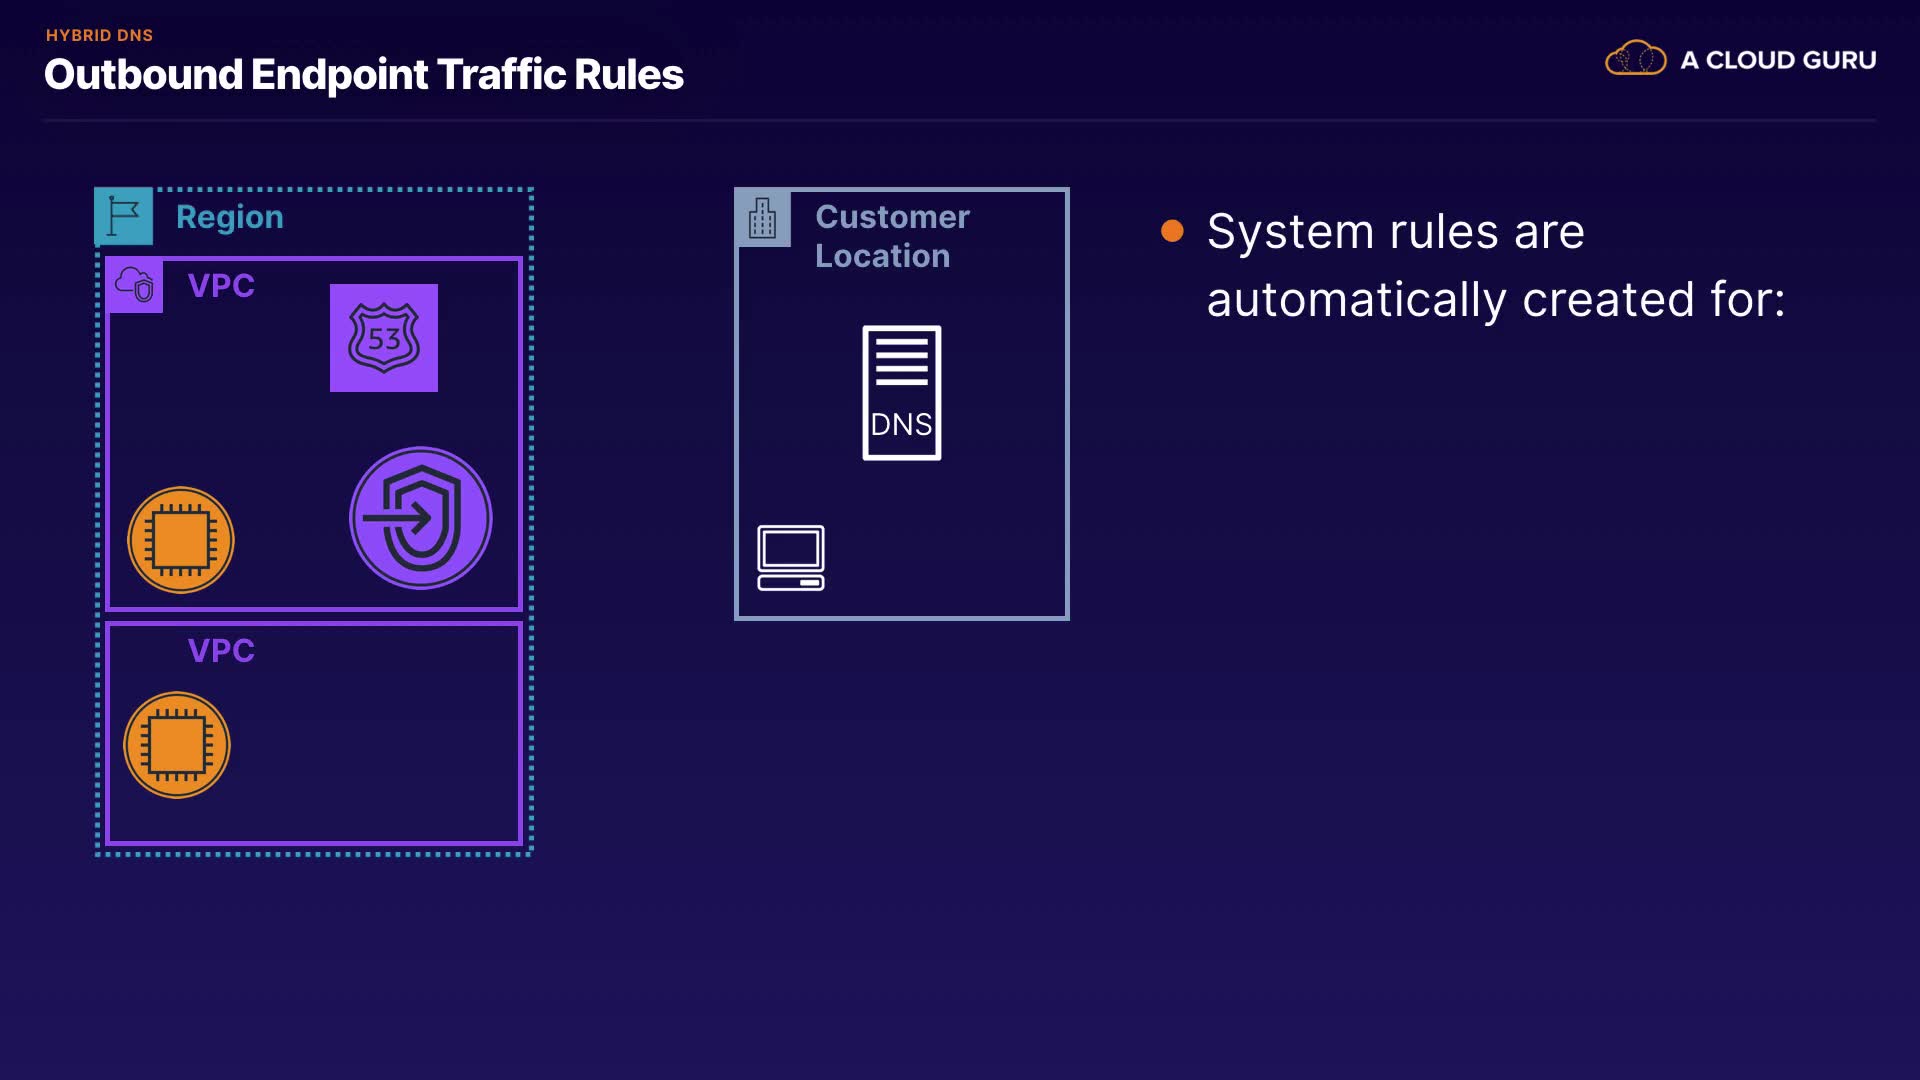 HYBRID DNS
Outbound Endpoint Traffic Rules
A CLOUD GURU
Region
VPC
53
VPC
Customer
Location
DNS
System rules are
automatically created for: